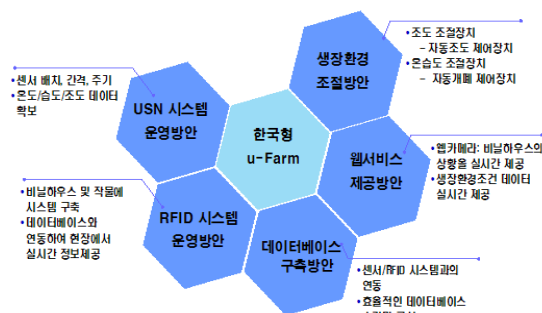 • 조도 조절장치
– 자동조도 제어장치
• 온습도 조절장치
– 자동개폐 제어장치
생장환경
조절방안
• 센서 배치, 간격, 주기
• 온도/습도/조도 데이터
확보
USN 시스템
운영방안
한국형
u-Farm
웹서비스
제공방안
• 웹카메라: 비닐하우스의
상황을 실시간 제공
• 생장환경조건 데이터
실시간 제공
• 비닐하우스 및 작물에
시스템 구축
• 데이터베이스와
연동하여 현장에서
실시간 정보제공
RFID 시스템
운영방안
데이터베이스
구축방안
• 센서/RFID 시스템과의
연동
• 효율적인 데이터베이스